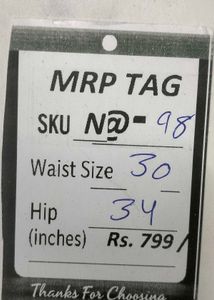 MRP TAG
SKU N@-98
Waist Size 30
Hip 34
(inches) Rs. 799/
Thanks For Choosing